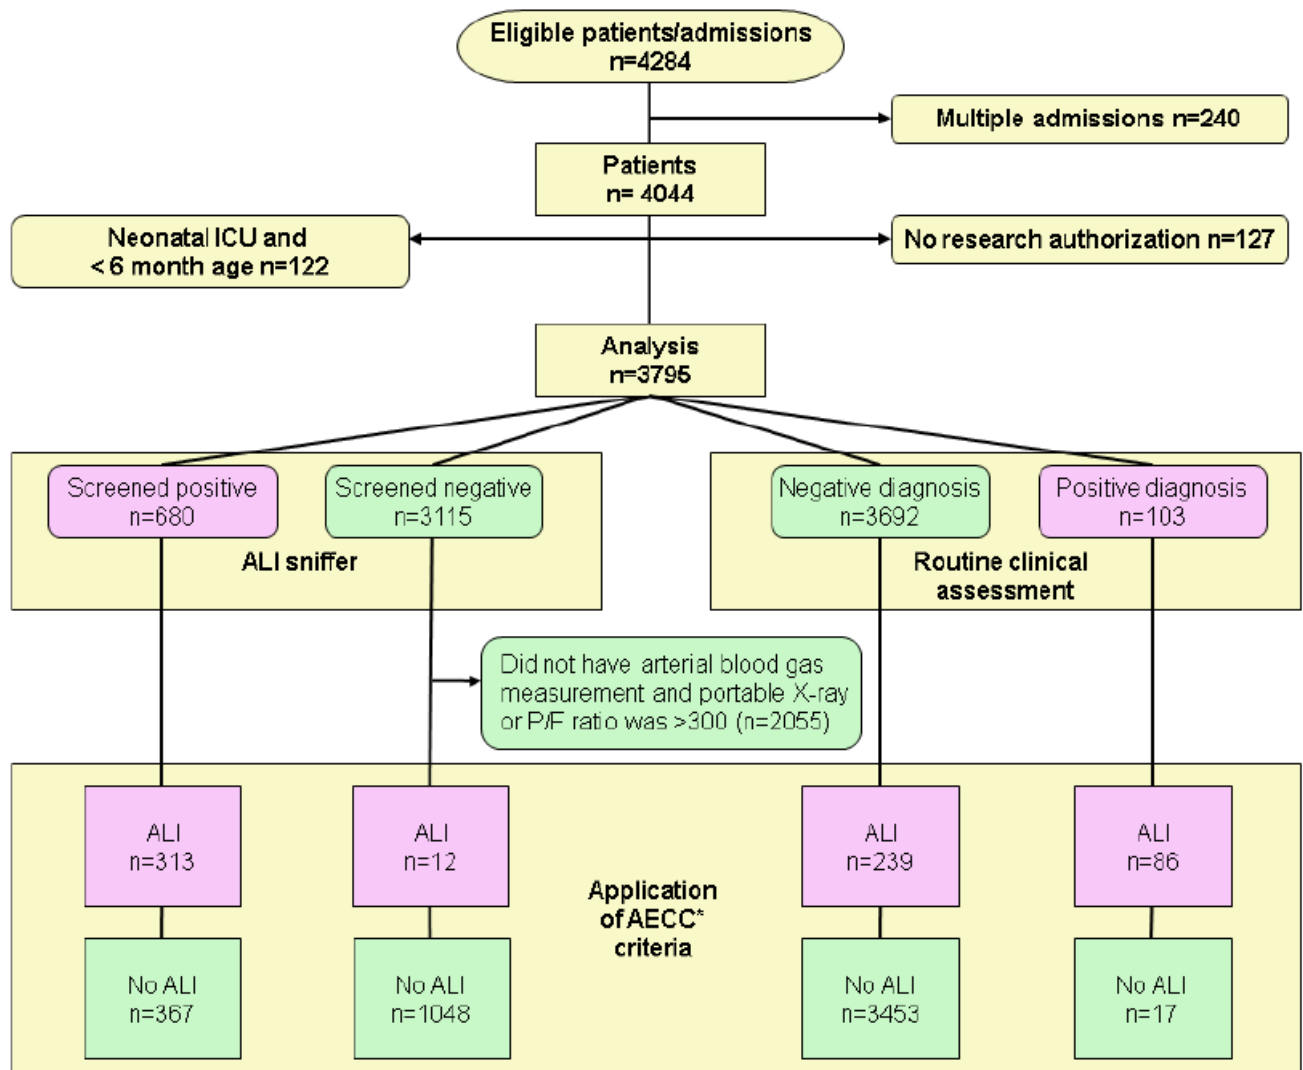 Eligible patients/admissions
n=4284
Multiple admissions n=240
Patients
n= 4044
Neonatal ICU and
< 6 month age n=122
No research authorization n=127
Analysis
n=3795
Screened positive
n=680
Screened negative
n=3115
ALI sniffer
Negative diagnosis
n=3692
Positive diagnosis
n=103
Routine clinical
assessment
Did not have arterial blood gas
measurement and portable X-ray
or P/F ratio was >300 (n=2055)
ALI
n=313
ALI
n=12
ALI
n=239
ALI
n=86
Application
of AECC*
criteria
No ALI
n=367
No ALI
n=1048
No ALI
n=3453
No ALI
n=17